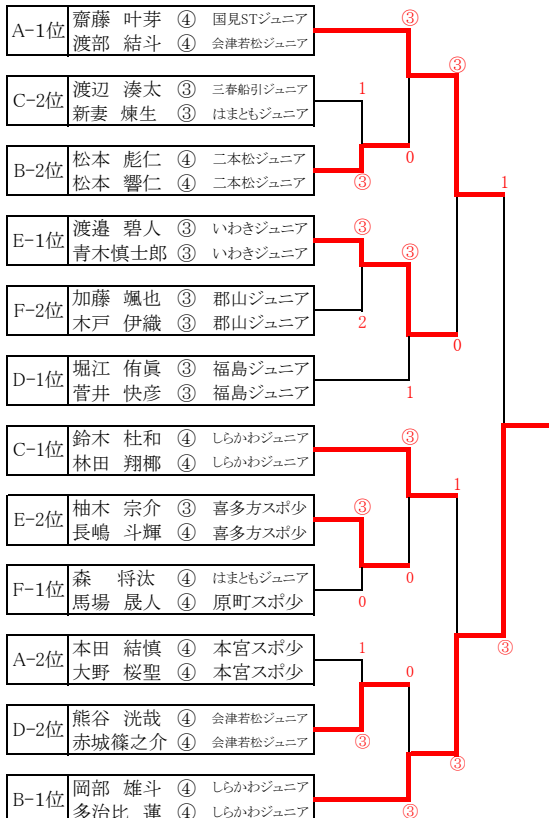 A-1位 齋藤 叶芽 ④ 国見STジュニア
渡部 結斗 ④ 会津若松ジュニア
C-2位 渡辺 湊太 ③ 三春船引ジュニア
新妻 煉生 ③ はまともジュニア
B-2位 松本 彪仁 ④ 二本松ジュニア
松本 響仁 ④ 二本松ジュニア
E-1位 渡邉 碧人 ③ いわきジュニア
青木慎士郎 ③ いわきジュニア
F-2位 加藤 颯也 ③ 郡山ジュニア
木戸 伊織 ③ 郡山ジュニア
D-1位 堀江 侑眞 ③ 福島ジュニア
菅井 快彦 ③ 福島ジュニア
C-1位 鈴木 杜和 ④ しらかわジュニア
林田 翔椰 ④ しらかわジュニア
E-2位 柚木 宗介 ③ 喜多方スポ少
長嶋 斗輝 ④ 喜多方スポ少
F-1位 森 将汰 ④ はまともジュニア
馬場 晟人 ④ 原町スポ少
A-2位 本田 結慎 ④ 本宮スポ少
大野 桜聖 ④ 本宮スポ少
D-2位 熊谷 洸哉 ④ 会津若松ジュニア
赤城篠之介 ④ 会津若松ジュニア
B-1位 岡部 雄斗 ④ しらかわジュニア
多治比 蓮 ④ しらかわジュニア
③
③
1
0
③
1
③
③
2
0
1
③
1
③
0
0
③
1
0
③
③
③